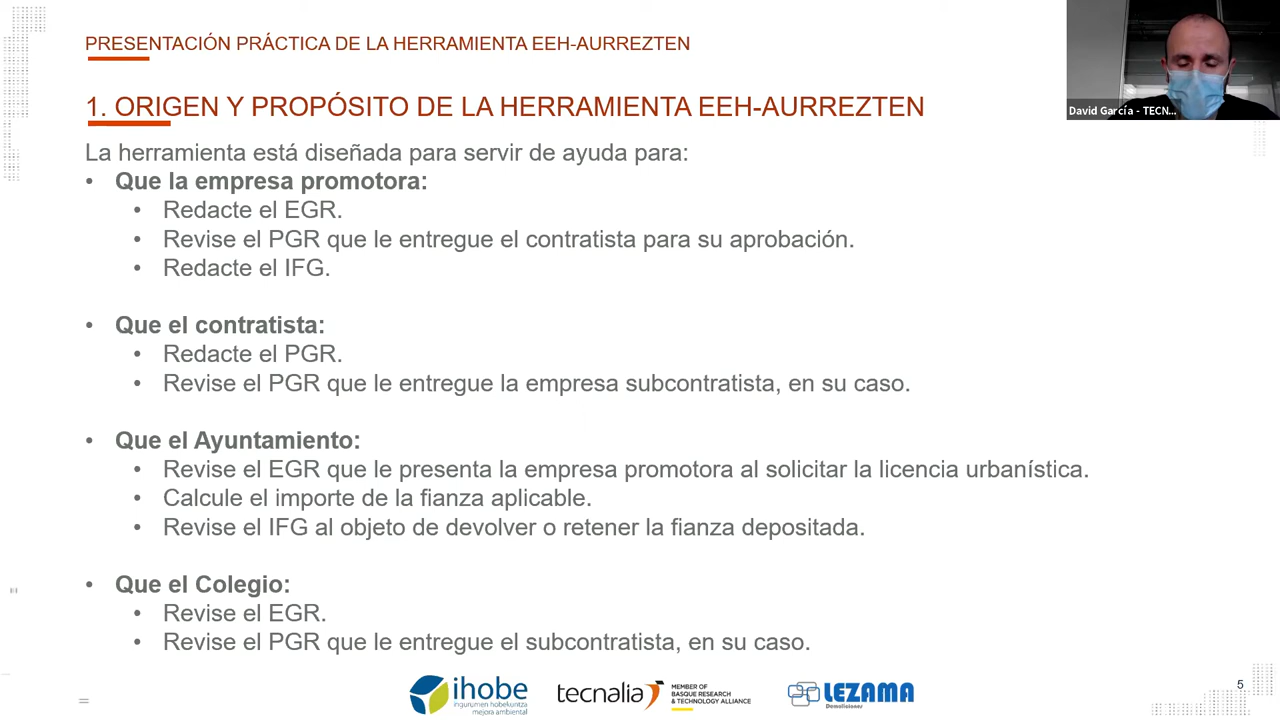 PRESENTACIÓN PRÁCTICA DE LA HERRAMIENTA EEH-AURREZTEN
David García - TECN...
1. ORIGEN Y PROPÓSITO DE LA HERRAMIENTA EEH-AURREZTEN
La herramienta está diseñada para servir de ayuda para:
• Que la empresa promotora:
• Redacte el EGR.
• Revise el PGR que le entregue el contratista para su aprobación.
• Redacte el IFG.
• Que el contratista:
• Redacte el PGR.
• Revise el PGR que le entregue la empresa subcontratista, en su caso.
• Que el Ayuntamiento:
• Revise el EGR que le presenta la empresa promotora al solicitar la licencia urbanística.
• Calcule el importe de la fianza aplicable.
• Revise el IFG al objeto de devolver o retener la fianza depositada.
• Que el Colegio:
• Revise el EGR.
• Revise el PGR que le entregue el subcontratista, en su caso.
ihobe
ingurumen hobekuntza
mejora ambiental
tecnalia
MEMBER OF
BASQUE RESEARCH
& TECHNOLOGY ALLIANCE
LEZAMA
Demoliciones
5